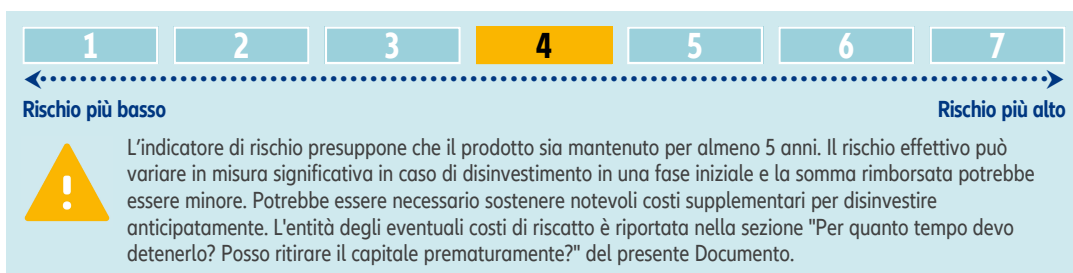 1 2 3 4 5 6 7
Rischio più basso Rischio più alto
L'indicatore di rischio presuppone che il prodotto sia mantenuto per almeno 5 anni. Il rischio effettivo può
variare in misura significativa in caso di disinvestimento in una fase iniziale e la somma rimborsata potrebbe
essere minore. Potrebbe essere necessario sostenere notevoli costi supplementari per disinvestire
anticipatamente. L'entità degli eventuali costi di riscatto è riportata nella sezione "Per quanto tempo devo
detenerlo? Posso ritirare il capitale prematuramente?" del presente Documento.